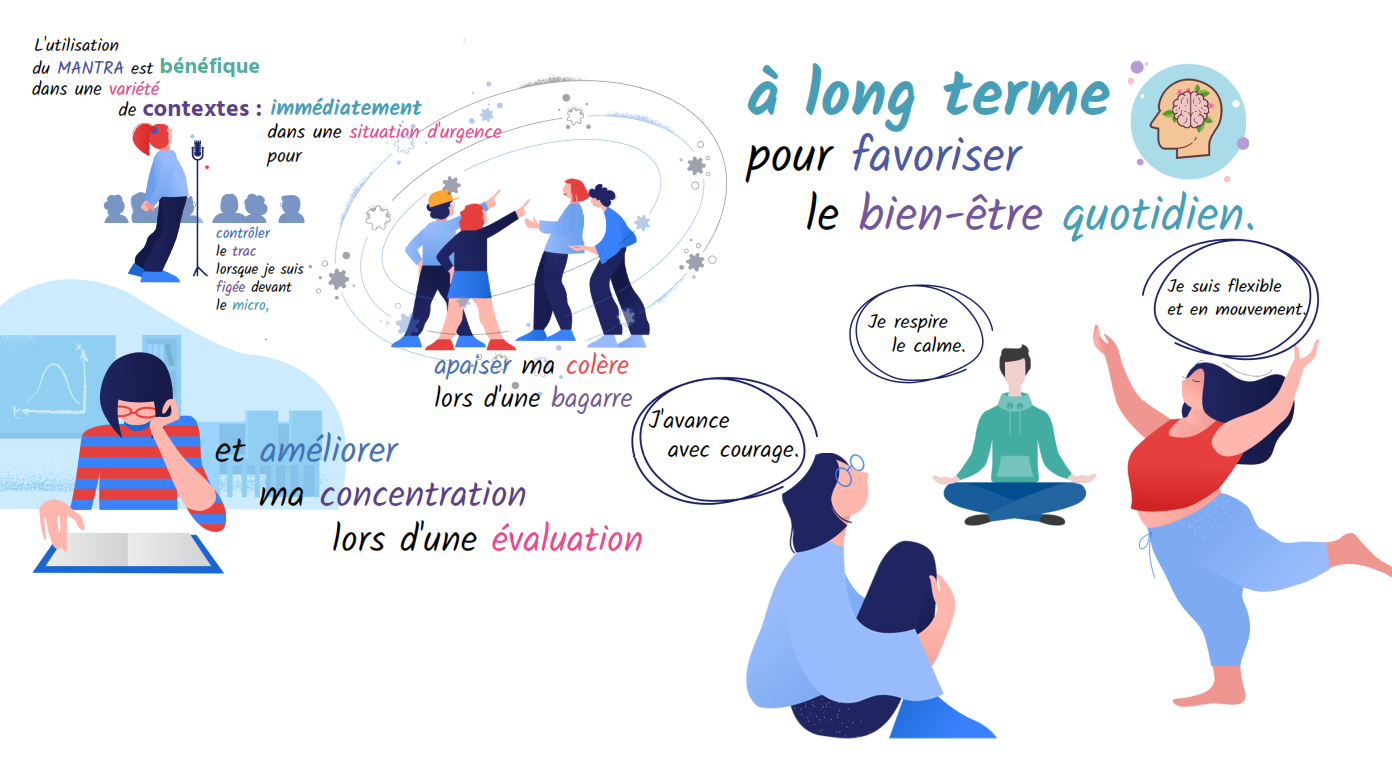 L'utilisation
du MANTRA est bénéfique
dans une variété
de contextes : immédiatement
dans une situation d'urgence
pour
contrôler
le trac
lorsque je suis
figée devant
le micro,
apaiser ma colère
lors d'une bagarre
et améliorer
ma concentration
lors d'une évaluation
à long terme
pour favoriser
le bien-être quotidien.
J'avance
avec courage.
Je respire
le calme.
Je suis flexible
et en mouvement.